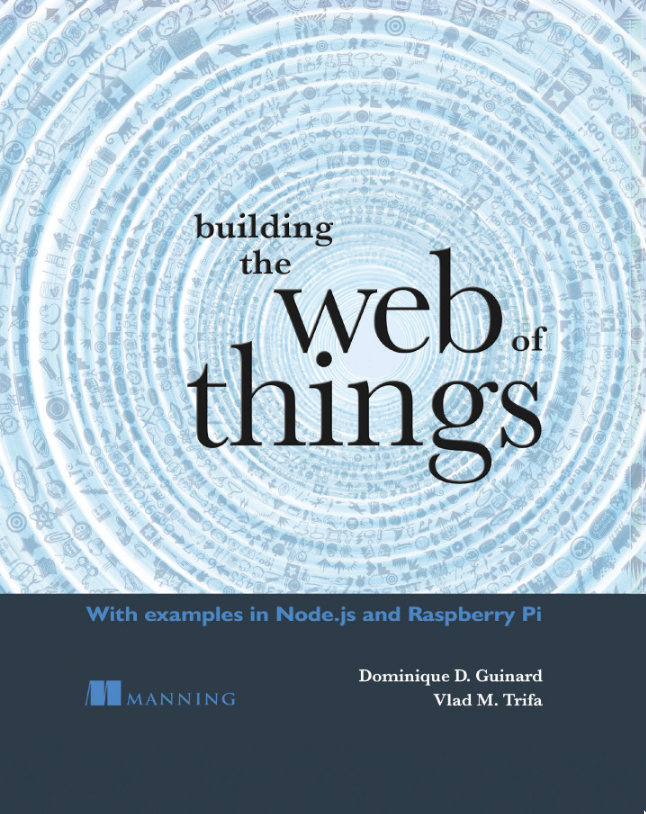 building
the
web of
things
With examples in Node.js and Raspberry Pi
Dominique D. Guinard
MANNING
Vlad M. Trifa